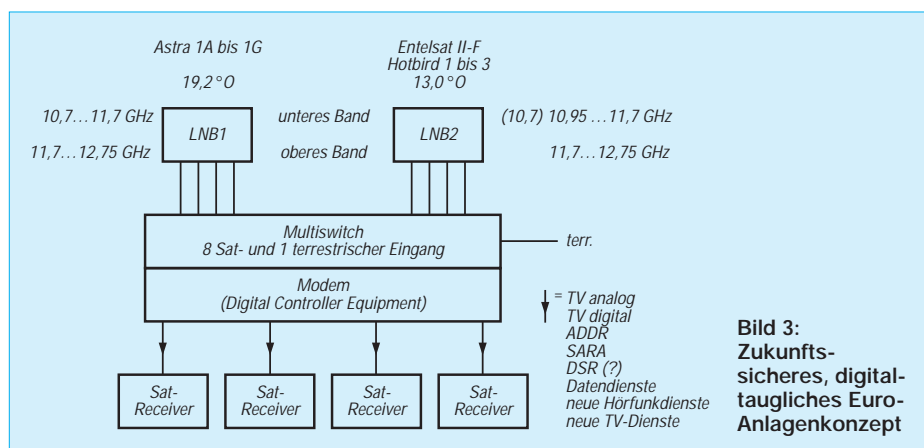 Astra 1A bis 1G
19,2°O
Entelsat II-F
Hotbird 1 bis 3
13,0°O
10,7...11,7 GHz
LNB1
unteres Band
LNB2
(10,7) 10,95 ...11,7 GHz
11,7...12,75 GHz
oberes Band
11,7...12,75 GHz
Multiswitch
8 Sat- und 1 terrestrischer Eingang
terr.
Modem
(Digital Controller Equipment)
= TV analog
TV digital
ADDR
SARA
DSR (?)
Datendienste
neue Hörfunkdienste
neue TV-Dienste
Sat-
Receiver
Sat-
Receiver
Sat-
Receiver
Sat-
Receiver
Bild 3:
Zukunfts-
sicheres, digital-
taugliches Euro-
Anlagenkonzept